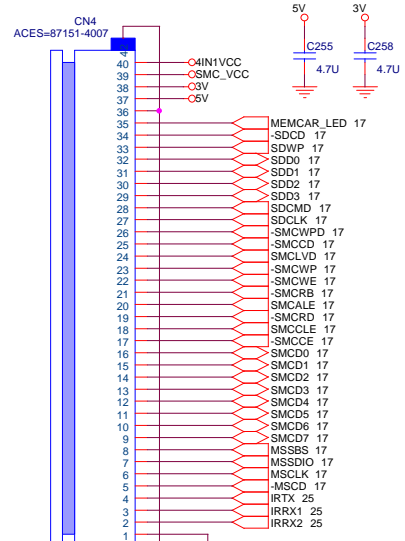 CN4
ACES=87151-4007
5V
3V
C255
4.7U
C258
4.7U
40 4IN1VCC
39 SMC_VCC
38 3V
37 5V
36
35 MEMCAR_LED 17
34 -SDCD 17
33 SDWP 17
32 SDD0 17
31 SDD1 17
30 SDD2 17
29 SDD3 17
28 SDCMD 17
27 SDCLK 17
26 -SMCWPD 17
25 -SMCCD 17
24 SMCLVD 17
23 -SMCWP 17
22 -SMCWE 17
21 -SMCRB 17
20 SMCALE 17
19 -SMCRD 17
18 SMCCLE 17
17 -SMCCE 17
16 SMCD0 17
15 SMCD1 17
14 SMCD2 17
13 SMCD3 17
12 SMCD4 17
11 SMCD5 17
10 SMCD6 17
9 SMCD7 17
8 MSSBS 17
7 MSSDIO 17
6 MSCLK 17
5 -MSCD 17
4 IRTX 25
3 IRRX1 25
2 IRRX2 25
1